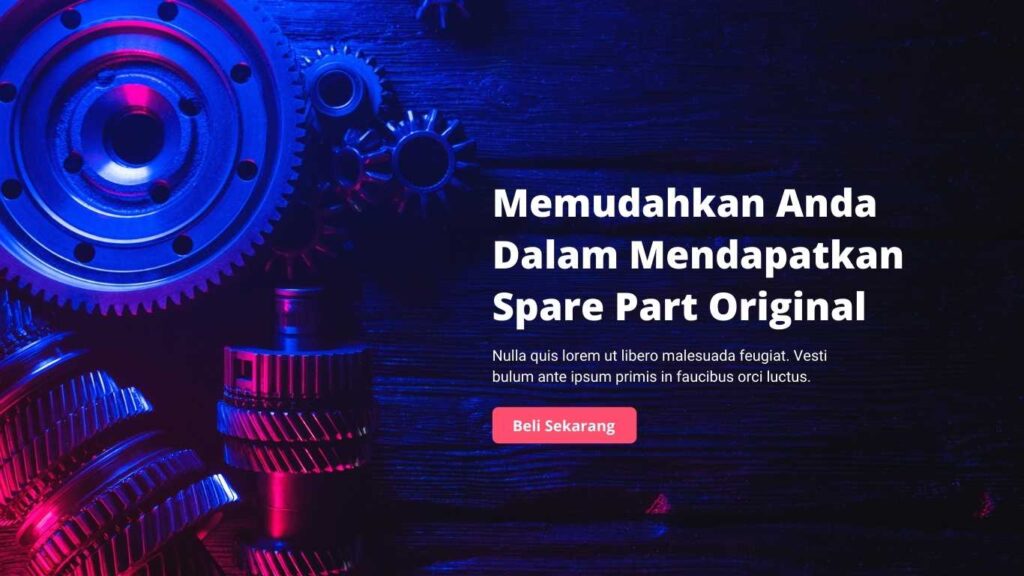 Memudahkan Anda
Dalam Mendapatkan
Spare Part Original
Nulla quis lorem ut libero malesuada feugiat. Vesti
bulum ante ipsum primis in faucibus orci luctus.
Beli Sekarang